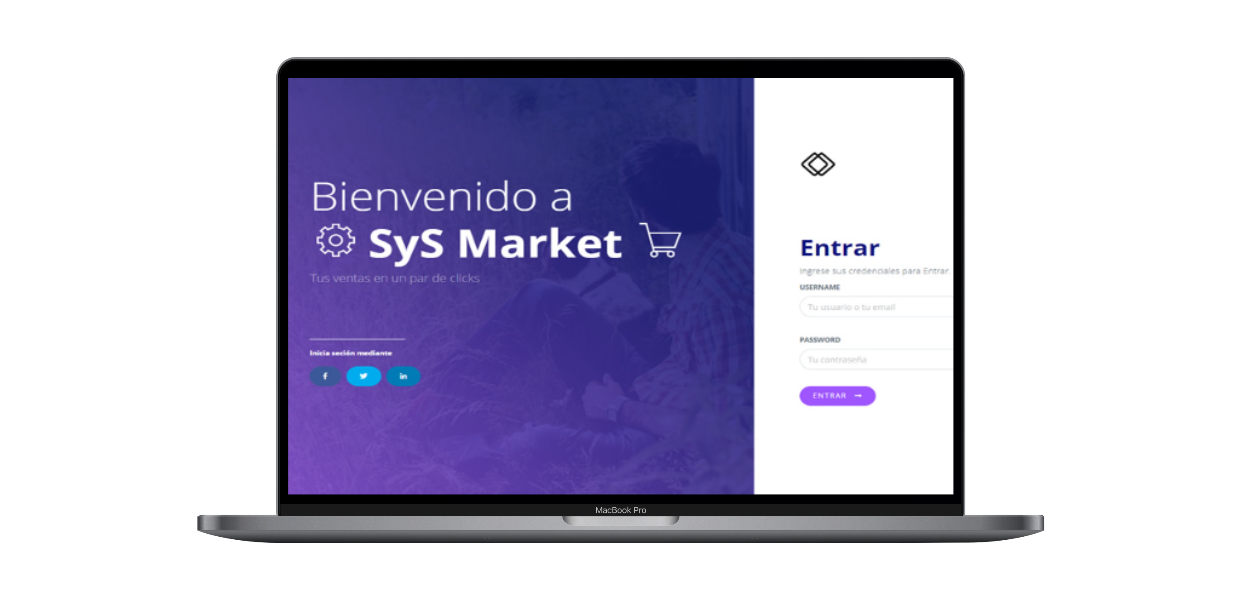 Bienvenido a
SyS Market
Tus ventas en un par de clicks
Inicia seción mediante
f
in
Entrar
Ingrese sus credenciales para Entrar.
USERNAME
Tu usuario o tu email
PASSWORD
Tu contraseña
ENTRAR
MacBook Pro